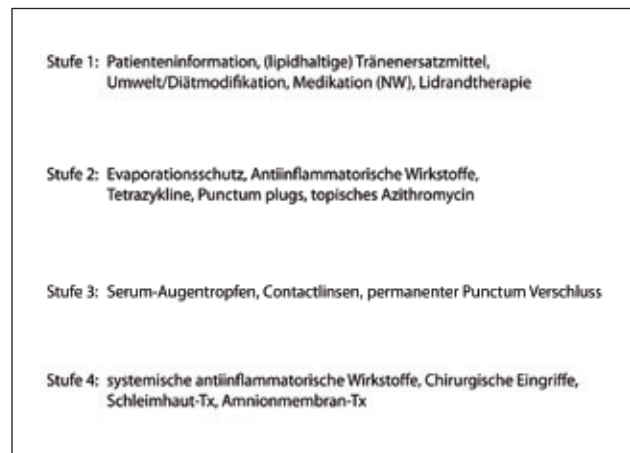 Stufe 1: Patienteninformation, (lipidhaltige) Tränenersatzmittel,
Umwelt/Diätmodifikation, Medikation (NW), Lidrandtherapie
Stufe 2: Evaporationsschutz, Antiinflammatorische Wirkstoffe,
Tetrazykline, Punctum plugs, topisches Azithromycin
Stufe 3: Serum-Augentropfen, Contactlinsen, permanenter Punctum Verschluss
Stufe 4: systemische antiinflammatorische Wirkstoffe, Chirurgische Eingriffe,
Schleimhaut-Tx, Amnionmembran-Tx